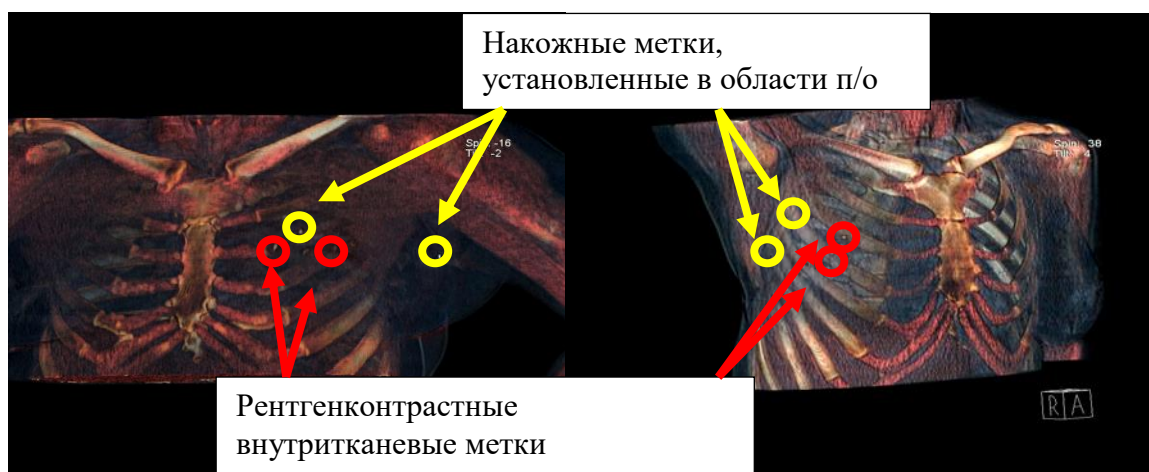 Накожные метки,
установленные в области п/о
Spin: -16
Tilt: -2
Spin: 38
Tilt: 4
Рентгенконтрастные
внутритканевые метки
RA